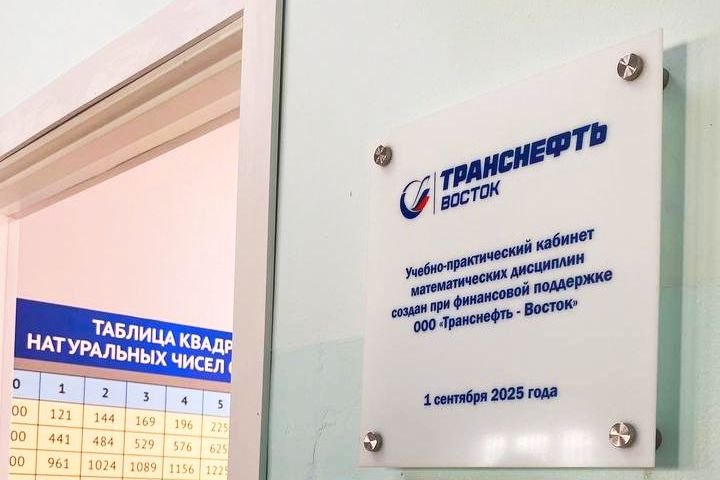 ТРАНСНЕФТЬ
ВОСТОК
Учебно-практический кабинет
математических дисциплин
создан при финансовой поддержке
ООО «Транснефть - Восток»
1 сентября 2025 года
ТАБЛИЦА
НАТУРАЛЬНЫХ ЧИСЕЛ
0 1 2 3 4 5
00 121 144 169 196 225
00 441 484 529 576 625
00 961 1024 1089 1156 1225